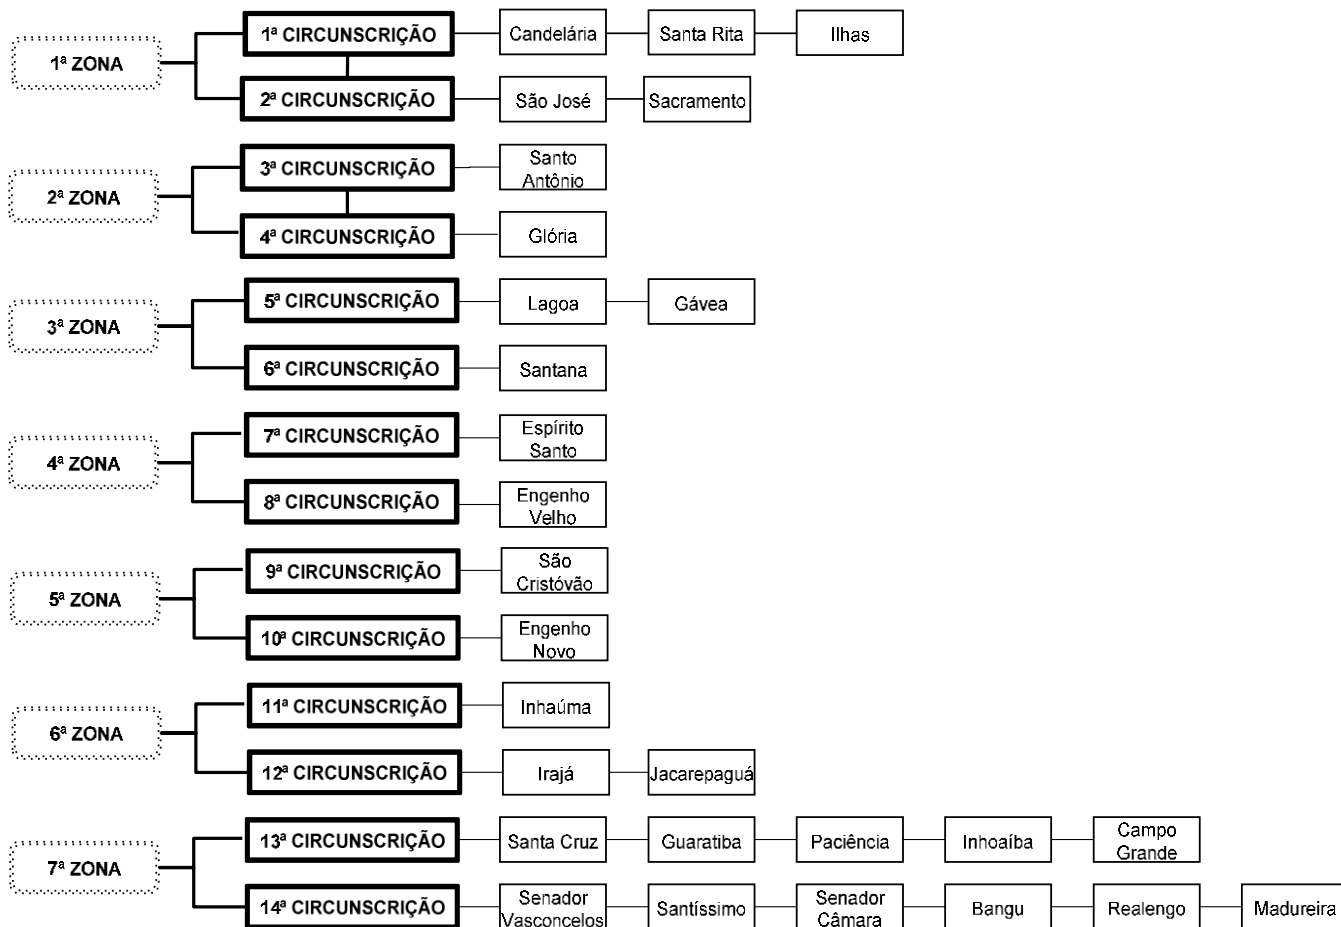 1ª ZONA
1ª CIRCUNSCRIÇÃO
Candelária
Santa Rita
Ilhas
2ª CIRCUNSCRIÇÃO
São José
Sacramento
2ª ZONA
3ª CIRCUNSCRIÇÃO
Santo
Antônio
4ª CIRCUNSCRIÇÃO
Glória
3ª ZONA
5ª CIRCUNSCRIÇÃO
Lagoa
Gávea
6ª CIRCUNSCRIÇÃO
Santana
4ª ZONA
7ª CIRCUNSCRIÇÃO
Espírito
Santo
8ª CIRCUNSCRIÇÃO
Engenho
Velho
5ª ZONA
9ª CIRCUNSCRIÇÃO
São
Cristóvão
10ª CIRCUNSCRIÇÃO
Engenho
Novo
6ª ZONA
11ª CIRCUNSCRIÇÃO
Inhaúma
12ª CIRCUNSCRIÇÃO
Irajá
Jacarepaguá
7ª ZONA
13ª CIRCUNSCRIÇÃO
Santa Cruz
Guaratiba
Paciência
Inhoaíba
Campo
Grande
14ª CIRCUNSCRIÇÃO
Senador
Vasconcelos
Santíssimo
Senador
Câmara
Bangu
Realengo
Madureira